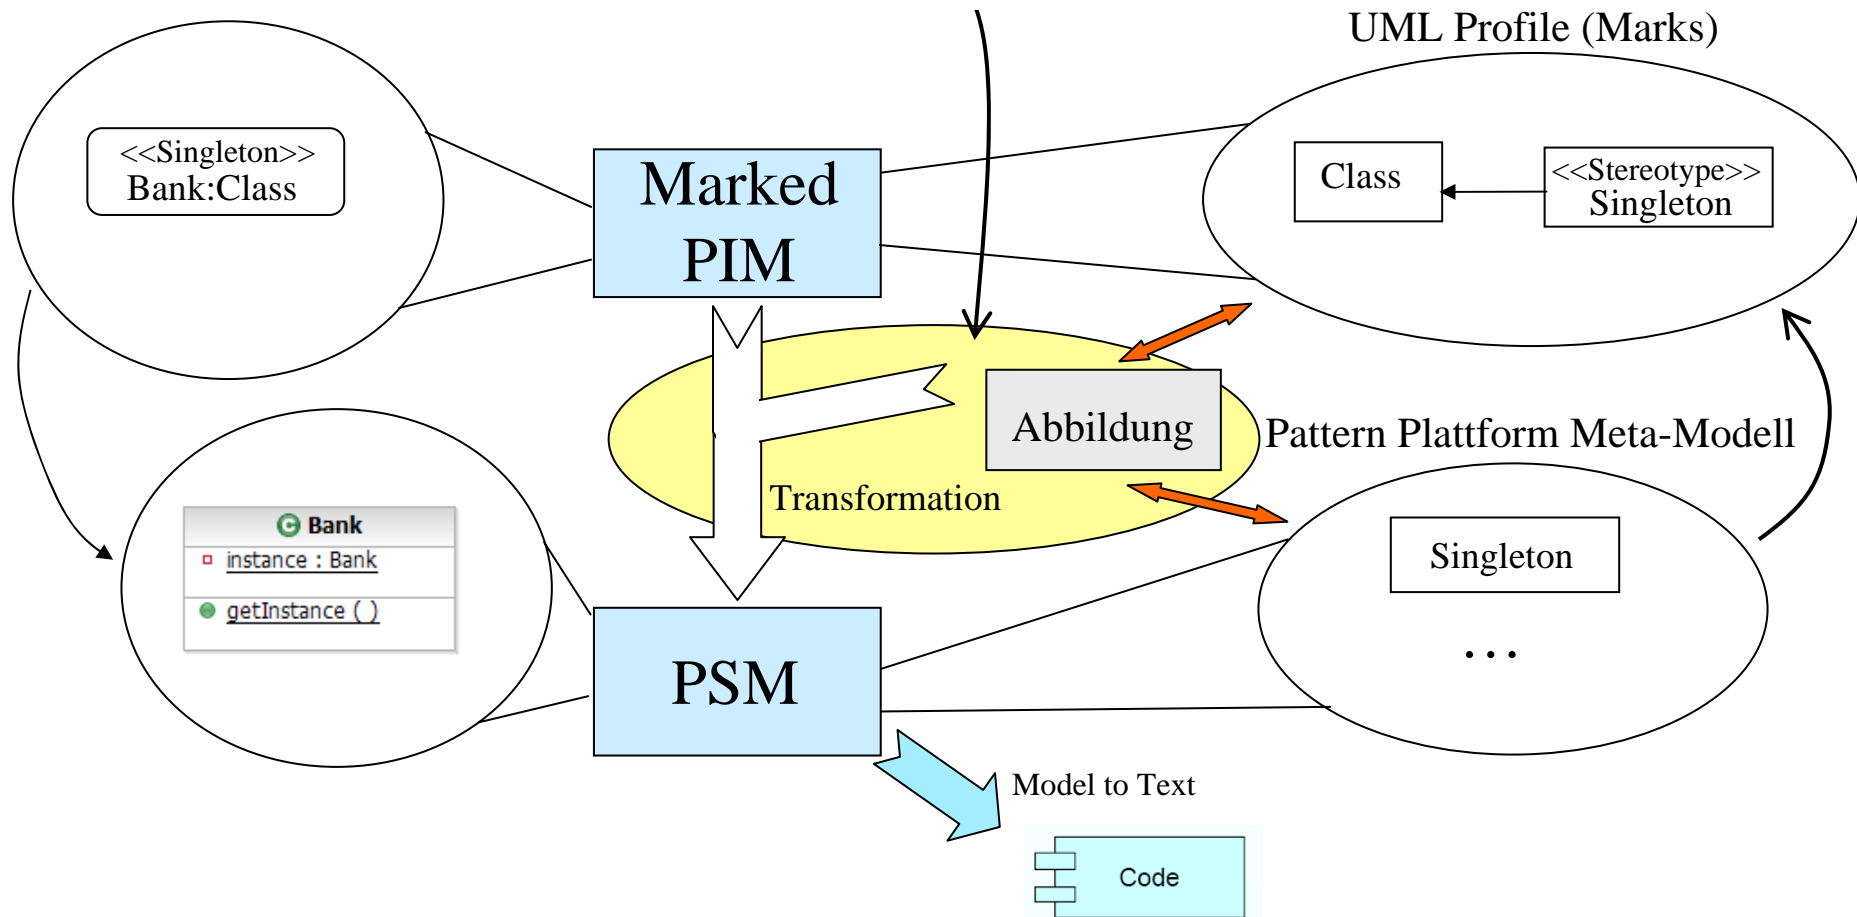 UML Profile (Marks)
<<Singleton>>
Bank:Class
Marked
PIM
Class
<<Stereotype>>
Singleton
Abbildung
Pattern Plattform Meta-Modell
Transformation
Bank
instance : Bank
getInstance ( )
Singleton
...
PSM
Model to Text
Code